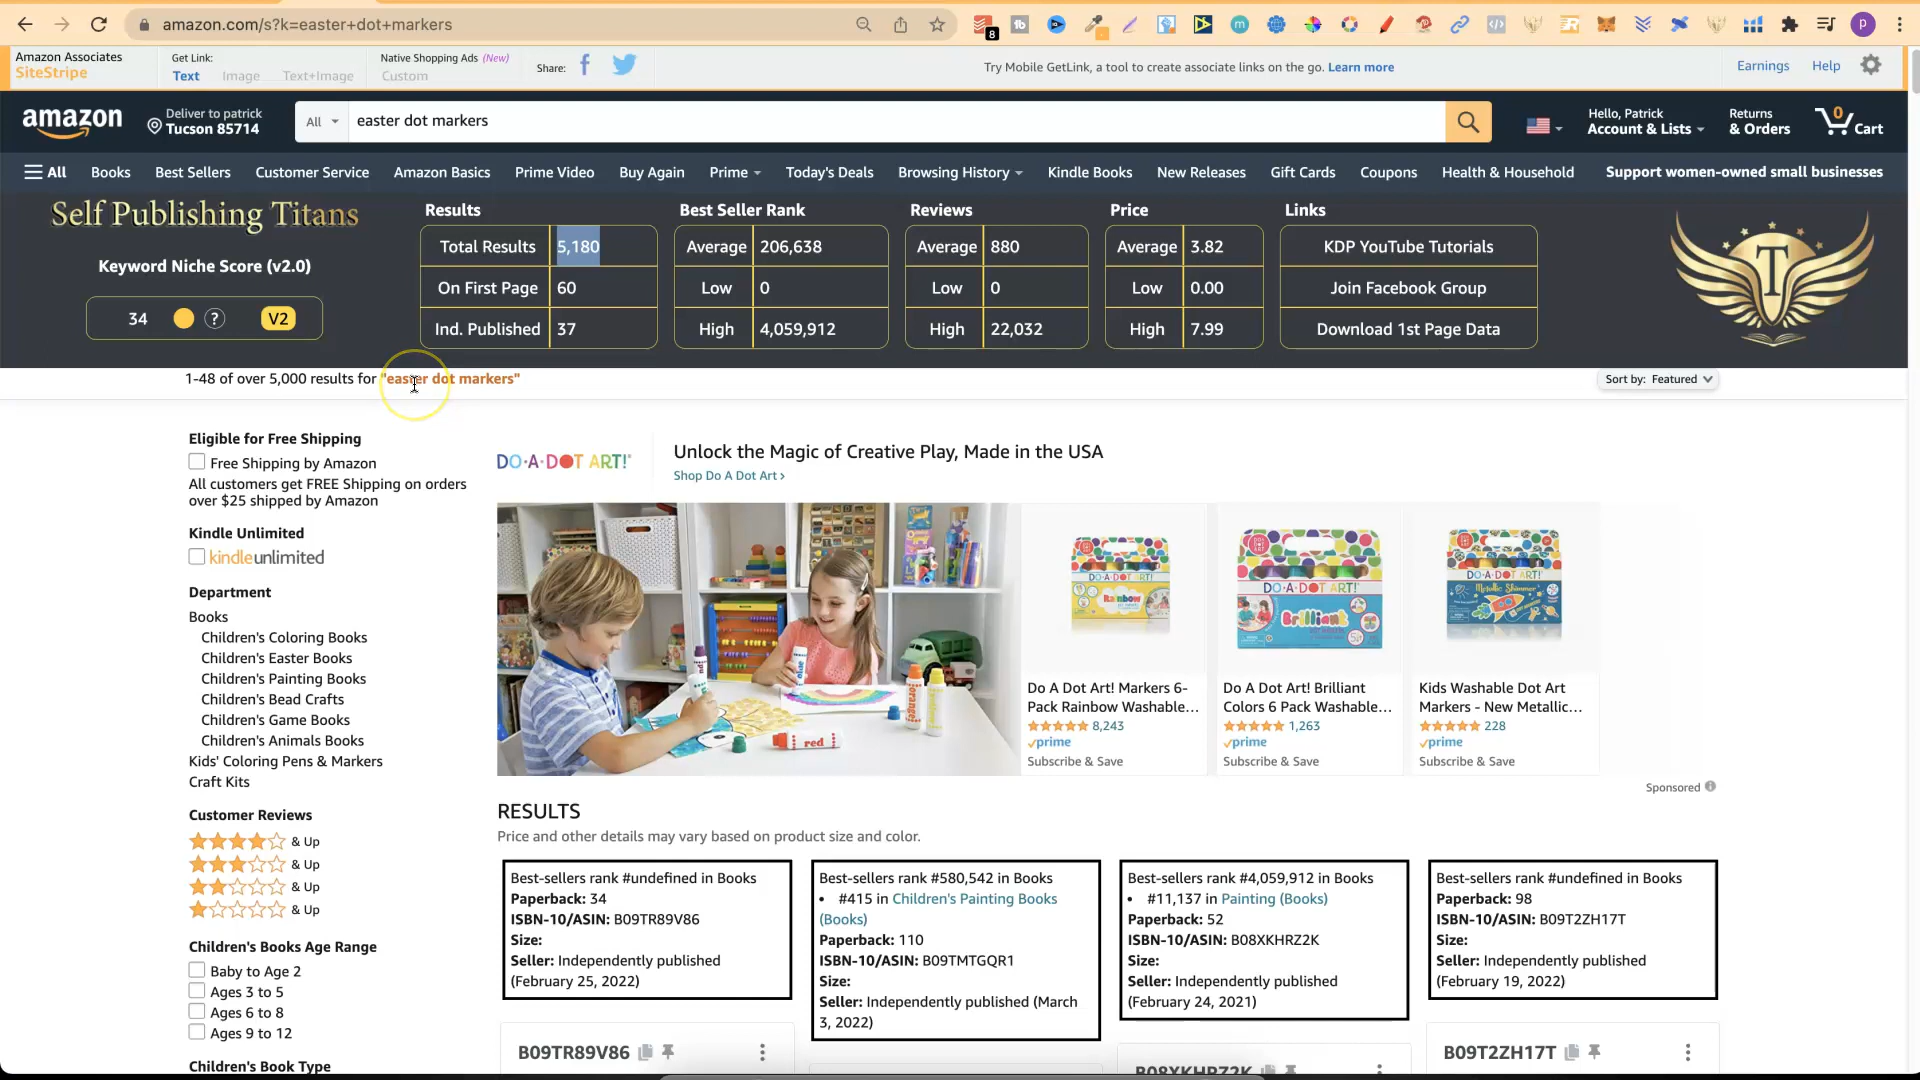 amazon.com/s?k=easter+dot+markers
8
p
Amazon Associates
SiteStripe
Get Link:
Text Image Text+Image
Native Shopping Ads (New)
Custom
Share:
Try Mobile GetLink, a tool to create associate links on the go. Learn more
Earnings Help
amazon
Deliver to patrick
Tucson 85714
All
easter dot markers
Hello, Patrick
Account & Lists
Returns
& Orders
0
Cart
All Books Best Sellers Customer Service Amazon Basics Prime Video Buy Again Prime Today's Deals Browsing History Kindle Books New Releases Gift Cards Coupons Health & Household Support women-owned small businesses
Self Publishing Titans
Keyword Niche Score (v2.0)
34 ? V2
Results
Total Results 5,180
On First Page 60
Ind. Published 37
Best Seller Rank
Average 206,638
Low 0
High 4,059,912
Reviews
Average 880
Low 0
High 22,032
Price
Average 3.82
Low 0.00
High 7.99
Links
KDP YouTube Tutorials
Join Facebook Group
Download 1st Page Data
T
1-48 of over 5,000 results for "easter dot markers"
Sort by: Featured
Eligible for Free Shipping
Free Shipping by Amazon
All customers get FREE Shipping on orders
over $25 shipped by Amazon
Kindle Unlimited
kindleunlimited
Department
Books
Children's Coloring Books
Children's Easter Books
Children's Painting Books
Children's Bead Crafts
Children's Game Books
Children's Animals Books
Kids' Coloring Pens & Markers
Craft Kits
Customer Reviews
& Up
& Up
& Up
& Up
Children's Books Age Range
Baby to Age 2
Ages 3 to 5
Ages 6 to 8
Ages 9 to 12
Children's Book Type
DO•A•DOT ART!
Unlock the Magic of Creative Play, Made in the USA
Shop Do A Dot Art ›
red
orange
DO•A•DOT ART!
Rainbow
DO•A•DOT ART!
Brilliant
DO•A•DOT ART!
Metallic Shimmer
Do A Dot Art! Markers 6-
Pack Rainbow Washable...
8,243
prime
Subscribe & Save
Do A Dot Art! Brilliant
Colors 6 Pack Washable...
1,263
prime
Subscribe & Save
Kids Washable Dot Art
Markers - New Metallic...
228
prime
Subscribe & Save
Sponsored
RESULTS
Price and other details may vary based on product size and color.
Best-sellers rank #undefined in Books
Paperback: 34
ISBN-10/ASIN: B09TR89V86
Size:
Seller: Independently published
(February 25, 2022)
B09TR89V86
Best-sellers rank #580,542 in Books
• #415 in Children's Painting Books
(Books)
Paperback: 110
ISBN-10/ASIN: B09TMTGQR1
Size:
Seller: Independently published (March
3, 2022)
Best-sellers rank #4,059,912 in Books
• #11,137 in Painting (Books)
Paperback: 52
ISBN-10/ASIN: B08XKHRZ2K
Size:
Seller: Independently published
(February 24, 2021)
B08XKHRZ2K
Best-sellers rank #undefined in Books
Paperback: 98
ISBN-10/ASIN: B09T2ZH17T
Size:
Seller: Independently published
(February 19, 2022)
B09T2ZH17T